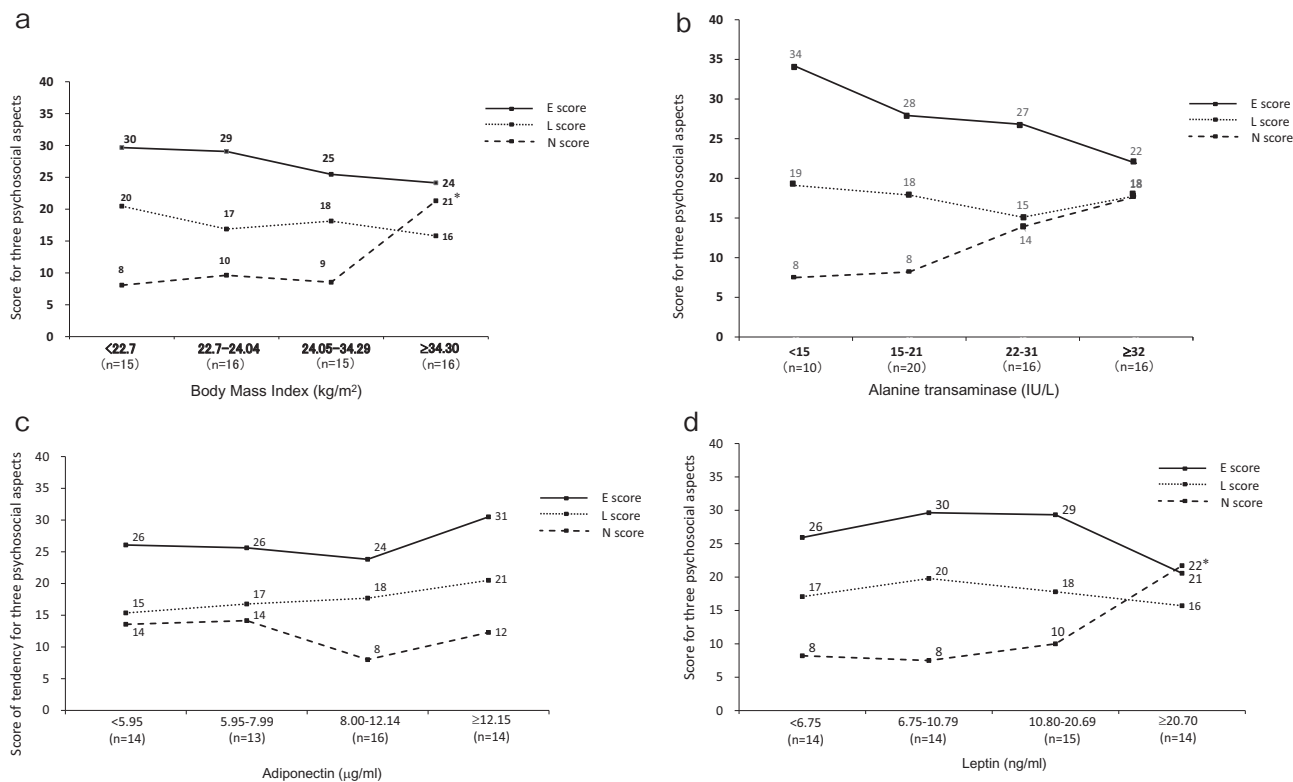 a
Score for three psychosocial aspects
40
35
30
25
20
15
10
5
0
30
29
25
24
20
17
18
16
8
10
9
21*
E score
L score
N score
<22.7
(n=15)
22.7–24.04
(n=16)
24.05–34.29
(n=15)
≥34.30
(n=16)
Body Mass Index (kg/m²)
b
Score for three psychosocial aspects
40
35
30
25
20
15
10
5
0
34
28
27
22
19
18
15
18
8
8
14
18
E score
L score
N score
<15
(n=10)
15-21
(n=20)
22-31
(n=16)
≥32
(n=16)
Alanine transaminase (IU/L)
c
Score of tendency for three psychosocial aspects
40
35
30
25
20
15
10
5
0
26
26
24
31
15
17
18
21
14
14
8
12
E score
L score
N score
<5.95
(n=14)
5.95-7.99
(n=13)
8.00-12.14
(n=16)
≥12.15
(n=14)
Adiponectin (μg/ml)
d
Score for three psychosocial aspects
40
35
30
25
20
15
10
5
0
26
30
29
21
17
20
18
16
8
8
10
22*
E score
L score
N score
<6.75
(n=14)
6.75-10.79
(n=14)
10.80-20.69
(n=15)
≥20.70
(n=14)
Leptin (ng/ml)